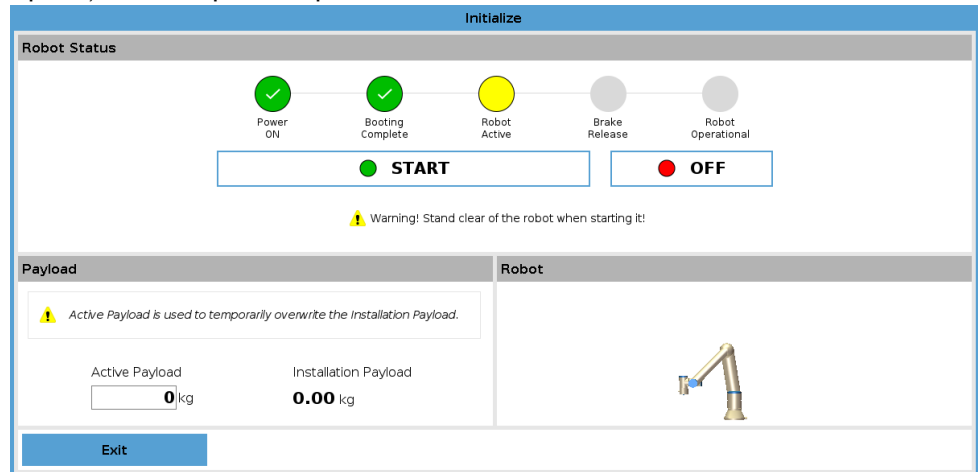 Initialize
Robot Status
Power
ON
Booting
Complete
Robot
Active
Brake
Release
Robot
Operational
START
OFF
Warning! Stand clear of the robot when starting it!
Payload
Robot
Active Payload is used to temporarily overwrite the Installation Payload.
Active Payload
Installation Payload
0 kg
0.00 kg
Exit